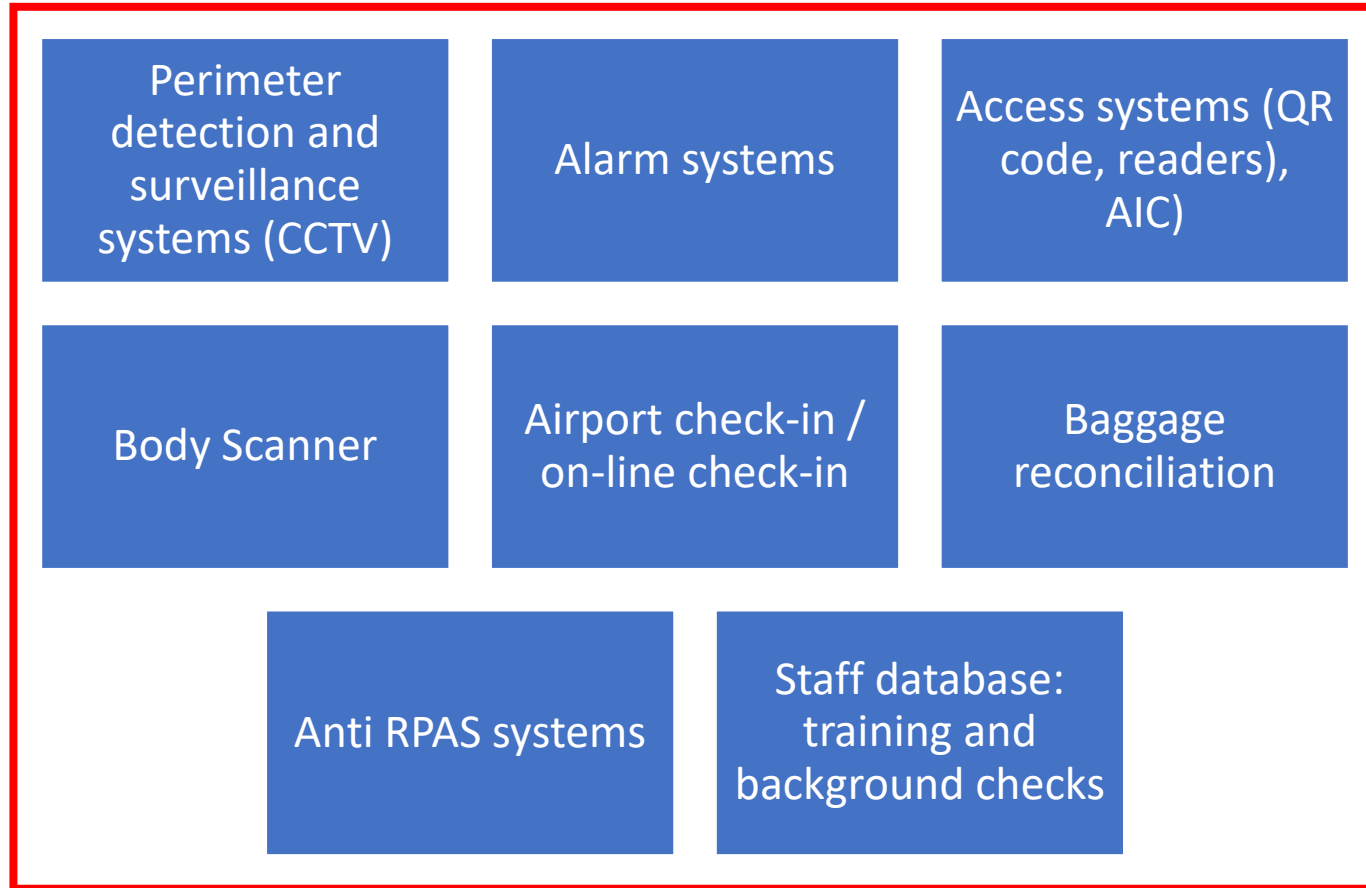 Perimeter
detection and
surveillance
systems (CCTV)
Alarm systems
Access systems (QR
code, readers),
AIC)
Body Scanner
Airport check-in /
on-line check-in
Baggage
reconciliation
Anti RPAS systems
Staff database:
training and
background checks